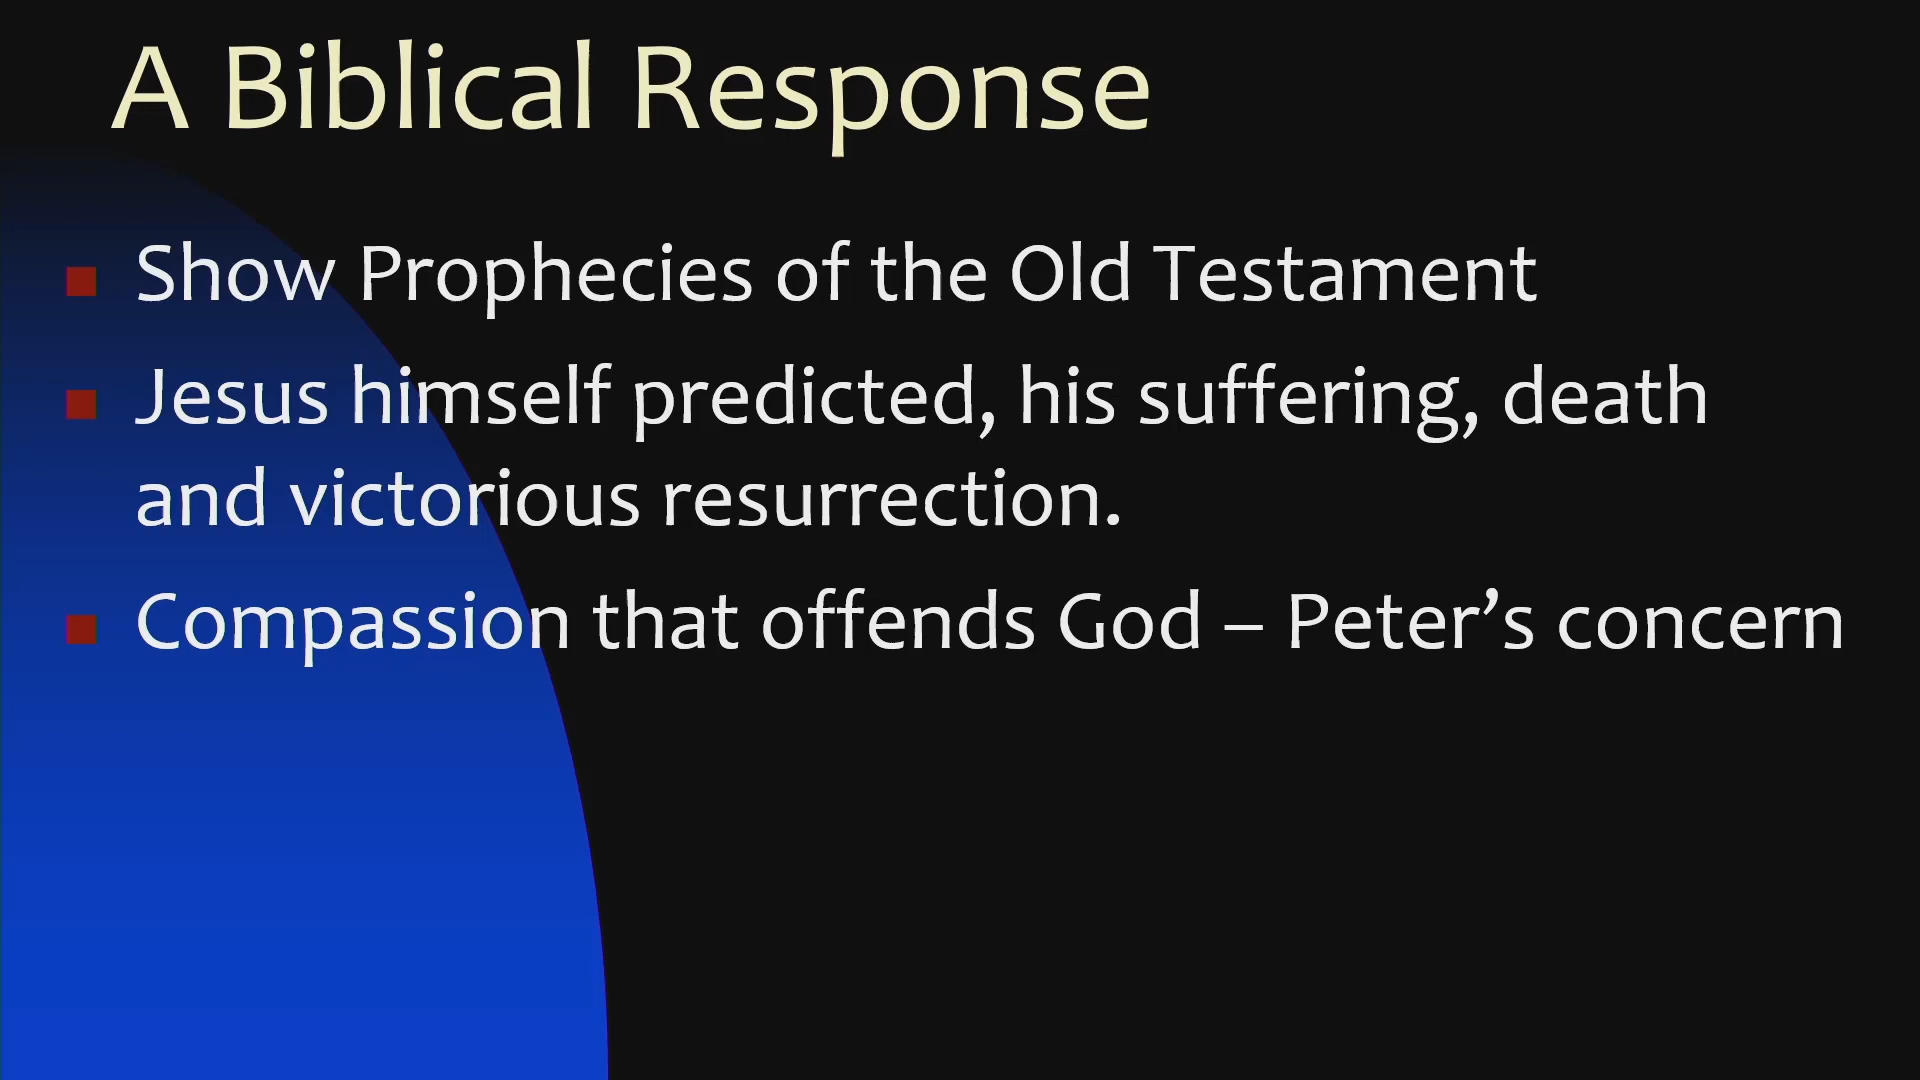 A Biblical Response
Show Prophecies of the Old Testament
Jesus himself predicted, his suffering, death
and victorious resurrection.
Compassion that offends God – Peter’s concern